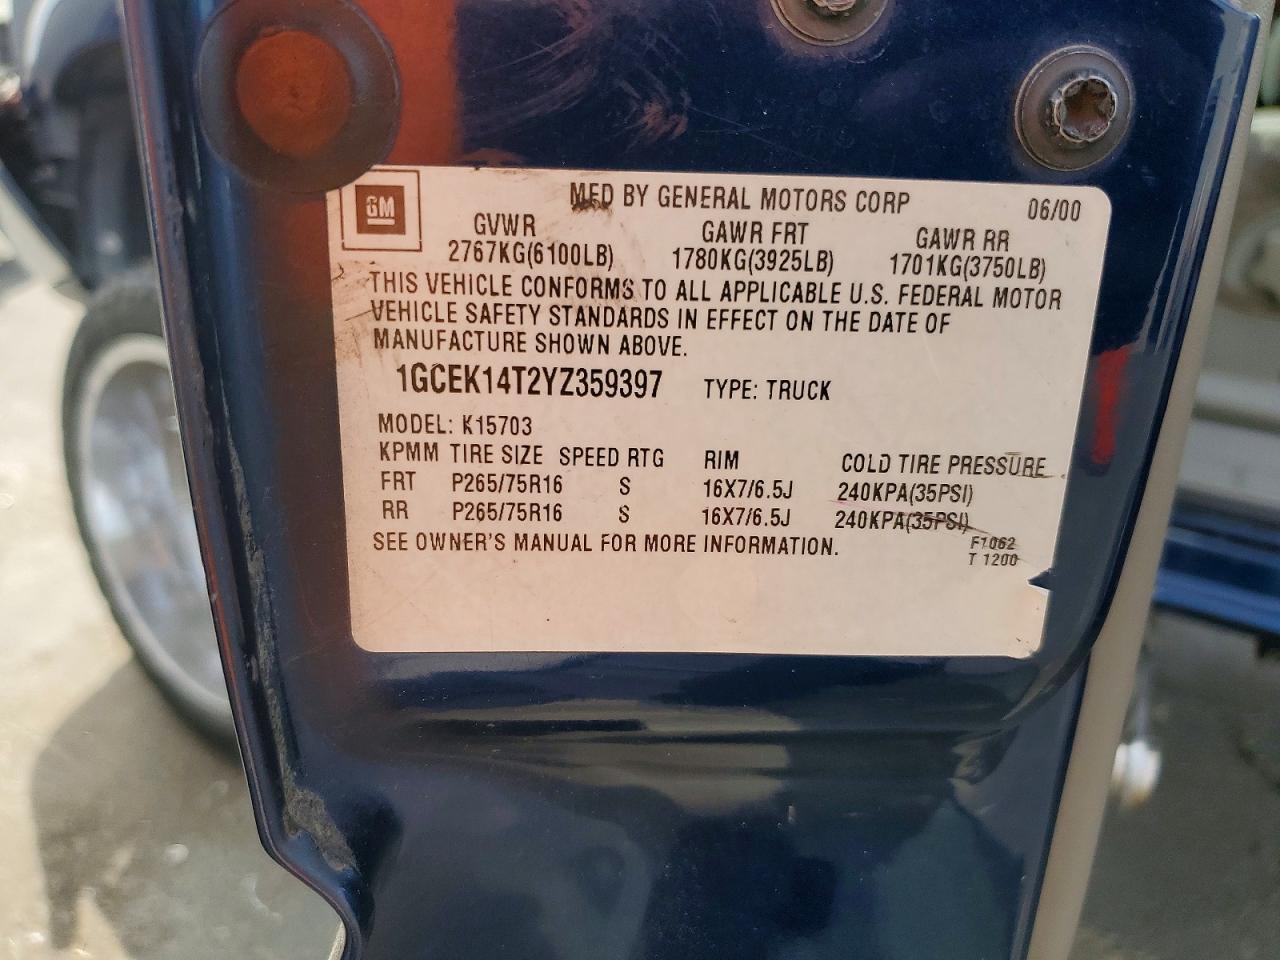 GM
MFD BY GENERAL MOTORS CORP 06/00
GVWR GAWR FRT GAWR RR
2767KG(6100LB) 1780KG(3925LB) 1701KG(3750LB)
THIS VEHICLE CONFORMS TO ALL APPLICABLE U.S. FEDERAL MOTOR
VEHICLE SAFETY STANDARDS IN EFFECT ON THE DATE OF
MANUFACTURE SHOWN ABOVE.
1GCEK14T2YZ359397 TYPE: TRUCK
MODEL: K15703
KPMM TIRE SIZE SPEED RTG RIM COLD TIRE PRESSURE
FRT P265/75R16 S 16X7/6.5J 240KPA(35PSI)
RR P265/75R16 S 16X7/6.5J 240KPA(35PSI)
SEE OWNER'S MANUAL FOR MORE INFORMATION.
F1062
T 1200